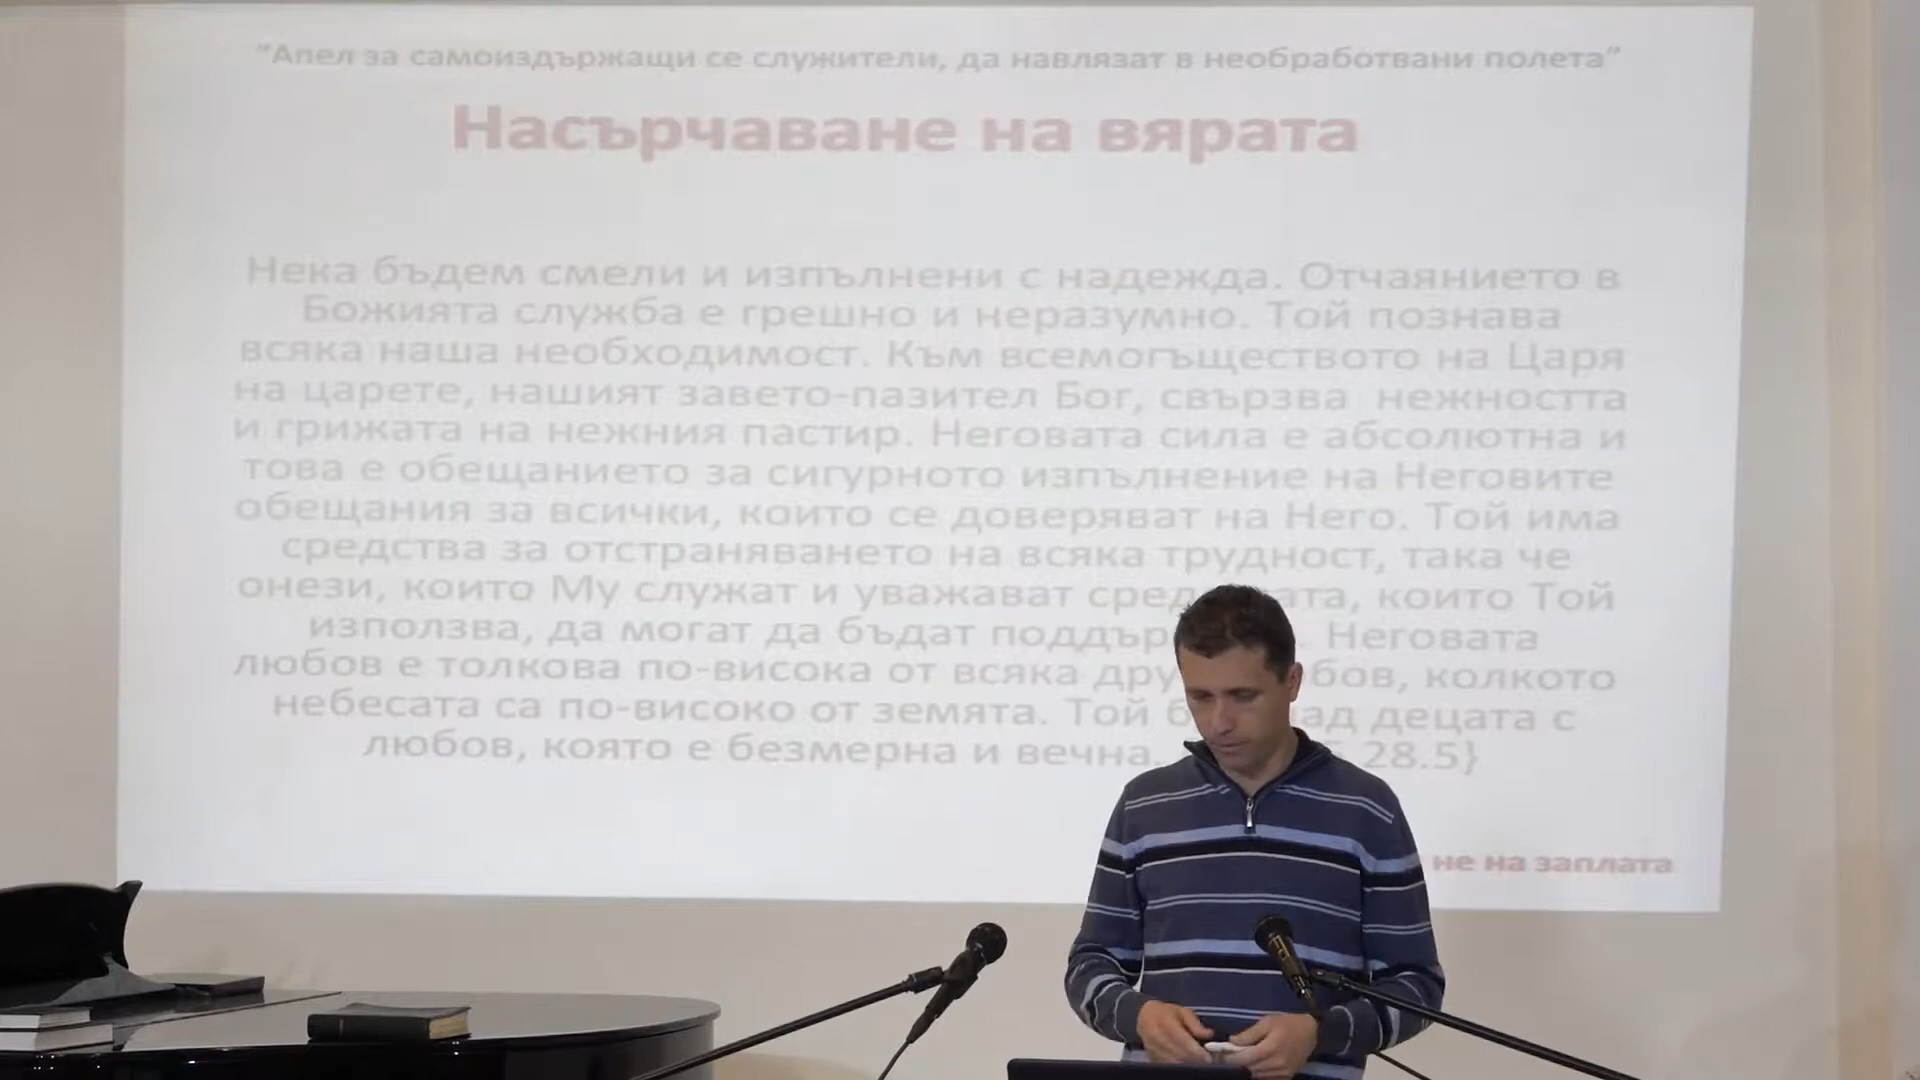 "Апел за самоиздържащи се служители, да навлязат в необработвани полета"
Насърчаване на вярата
Нека бъдем смели и изпълнени с надежда. Отчаянието в
Божията служба е грешно и неразумно. Той познава
всяка наша необходимост. Към всемогъществото на Царя
на царете, нашият завето-пазител Бог, свързва нежността
и грижата на нежния пастир. Неговата сила е абсолютна и
това е обещанието за сигурното изпълнение на Неговите
обещания за всички, които се доверяват на Него. Той има
средства за отстраняването на всяка трудност, така че
онези, които Му служат и уважават които Той
използва, да могат да бъдат Неговата
любов е толкова по-висока от всяка колкото
небесата са по-високо от земята. Той децата с
любов, която е безмерна и вечна. 28.5}
не на заплата